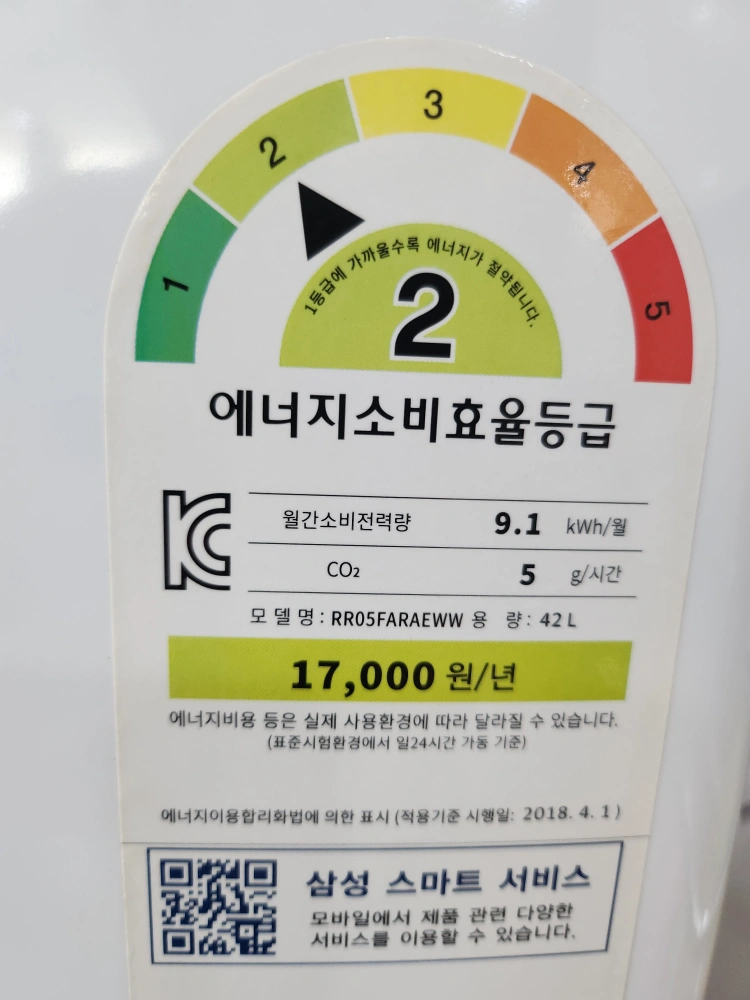 1
2
3
4
5
1등급에 가까울수록 에너지가 절약됩니다.
2
에너지소비효율등급
월간소비전력량 9.1 kWh/월
CO₂ 5 g/시간
모 델 명 : RR05FARAEWW 용 량 : 42 L
17,000 원/년
에너지비용 등은 실제 사용환경에 따라 달라질 수 있습니다.
(표준시험환경에서 일24시간 가동 기준)
에너지이용합리화법에 의한 표시 (적용기준 시행일: 2018. 4. 1)
삼성 스마트 서비스
모바일에서 제품 관련 다양한
서비스를 이용할 수 있습니다.